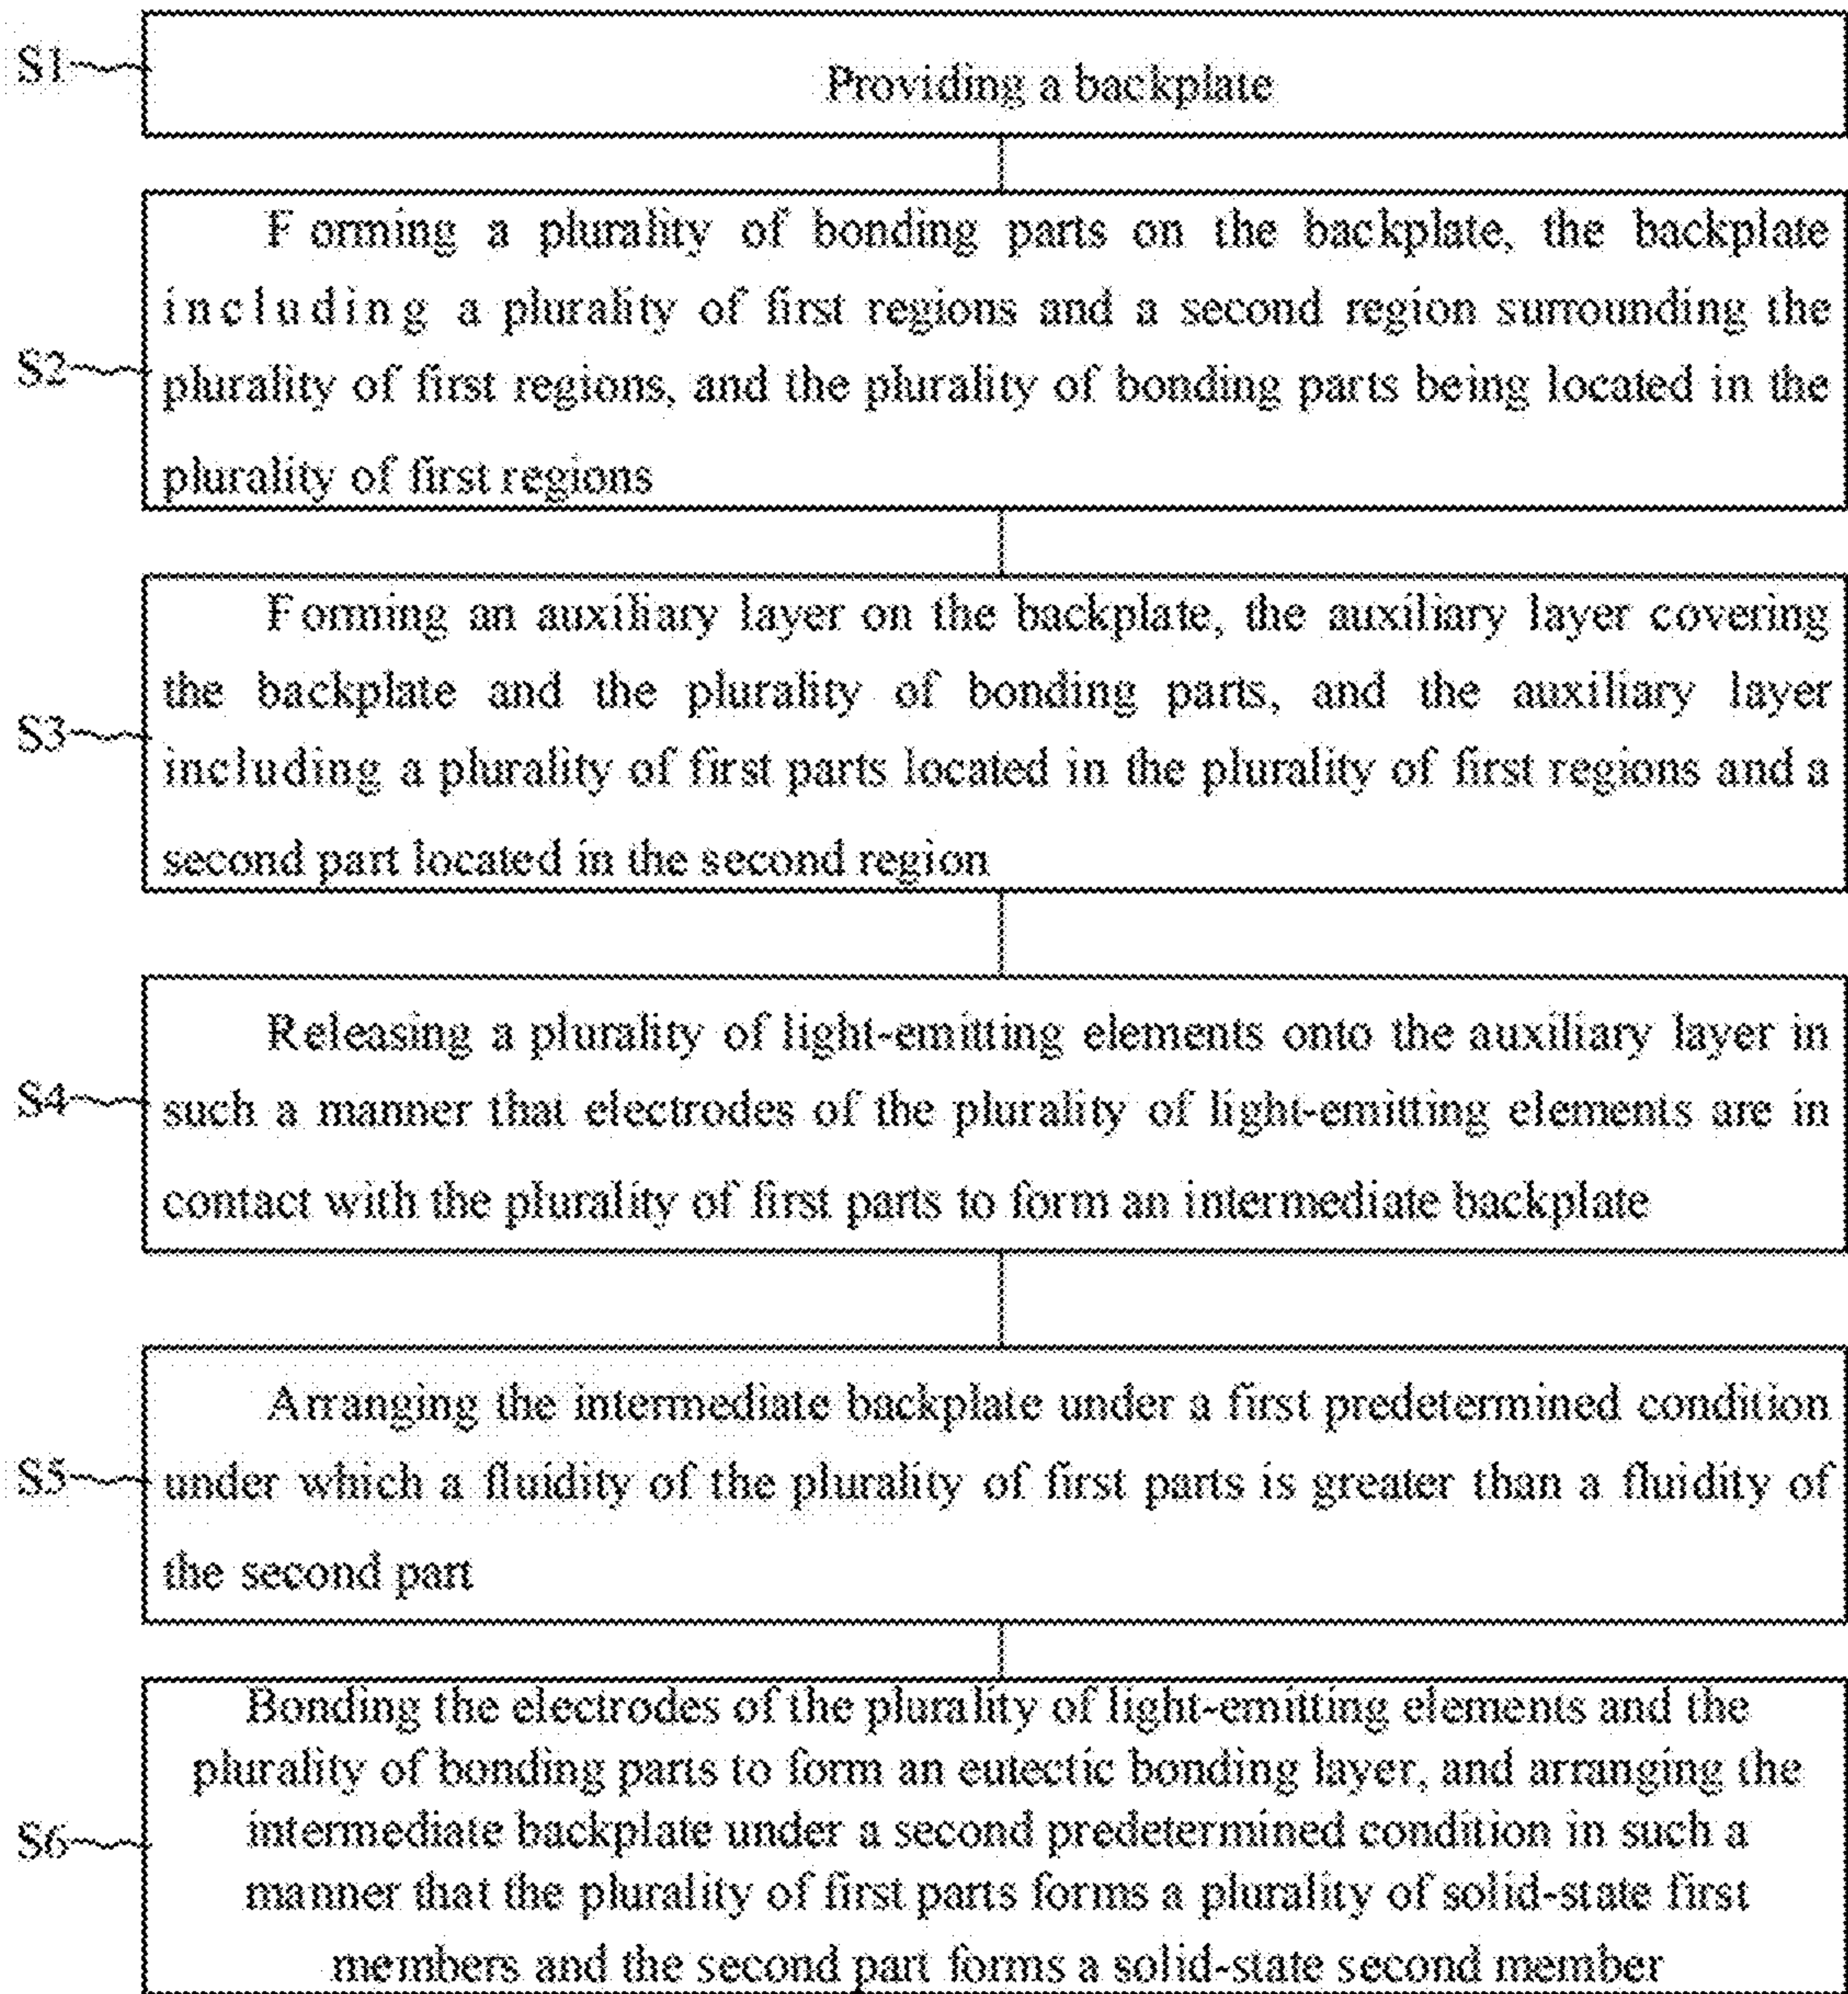 S1
Providing a backplate
Forming a plurality of bonding parts on the backplate, the backplate
including a plurality of first regions and a second region surrounding the
S2
plurality of first regions, and the plurality of bonding parts being located in the
plurality of first regions
Forming an auxiliary layer on the backplate, the auxiliary layer covering
the backplate and the plurality of bonding parts, and the auxiliary layer
S3
including a plurality of first parts located in the plurality of first regions and a
second part located in the second region
Releasing a plurality of light-emitting elements onto the auxiliary layer in
S4
such a manner that electrodes of the plurality of light-emitting elements are in
contact with the plurality of first parts to form an intermediate backplate
Arranging the intermediate backplate under a first predetermined condition
S5
under which a fluidity of the plurality of first parts is greater than a fluidity of
the second part
Bonding the electrodes of the plurality of light-emitting elements and the
plurality of bonding parts to form an eutectic bonding layer, and arranging the
S6
intermediate backplate under a second predetermined condition in such a
manner that the plurality of first parts forms a plurality of solid-state first
members and the second part forms a solid-state second member